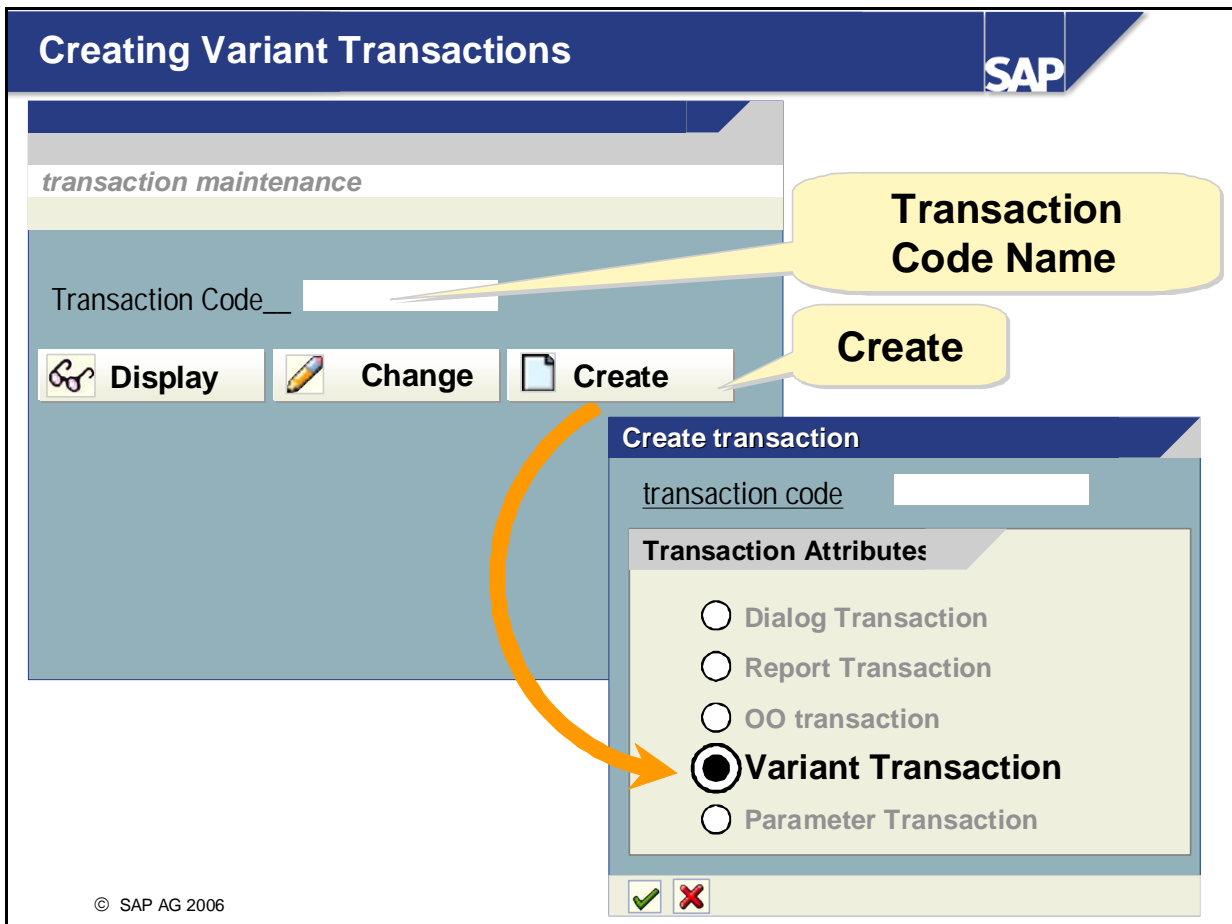 Creating Variant Transactions
SAP
transaction maintenance
Transaction
Code Name
Transaction Code__
Create
Display
Change
Create
Create transaction
transaction code
Transaction Attributes
Dialog Transaction
Report Transaction
OO transaction
Variant Transaction
Parameter Transaction
© SAP AG 2006